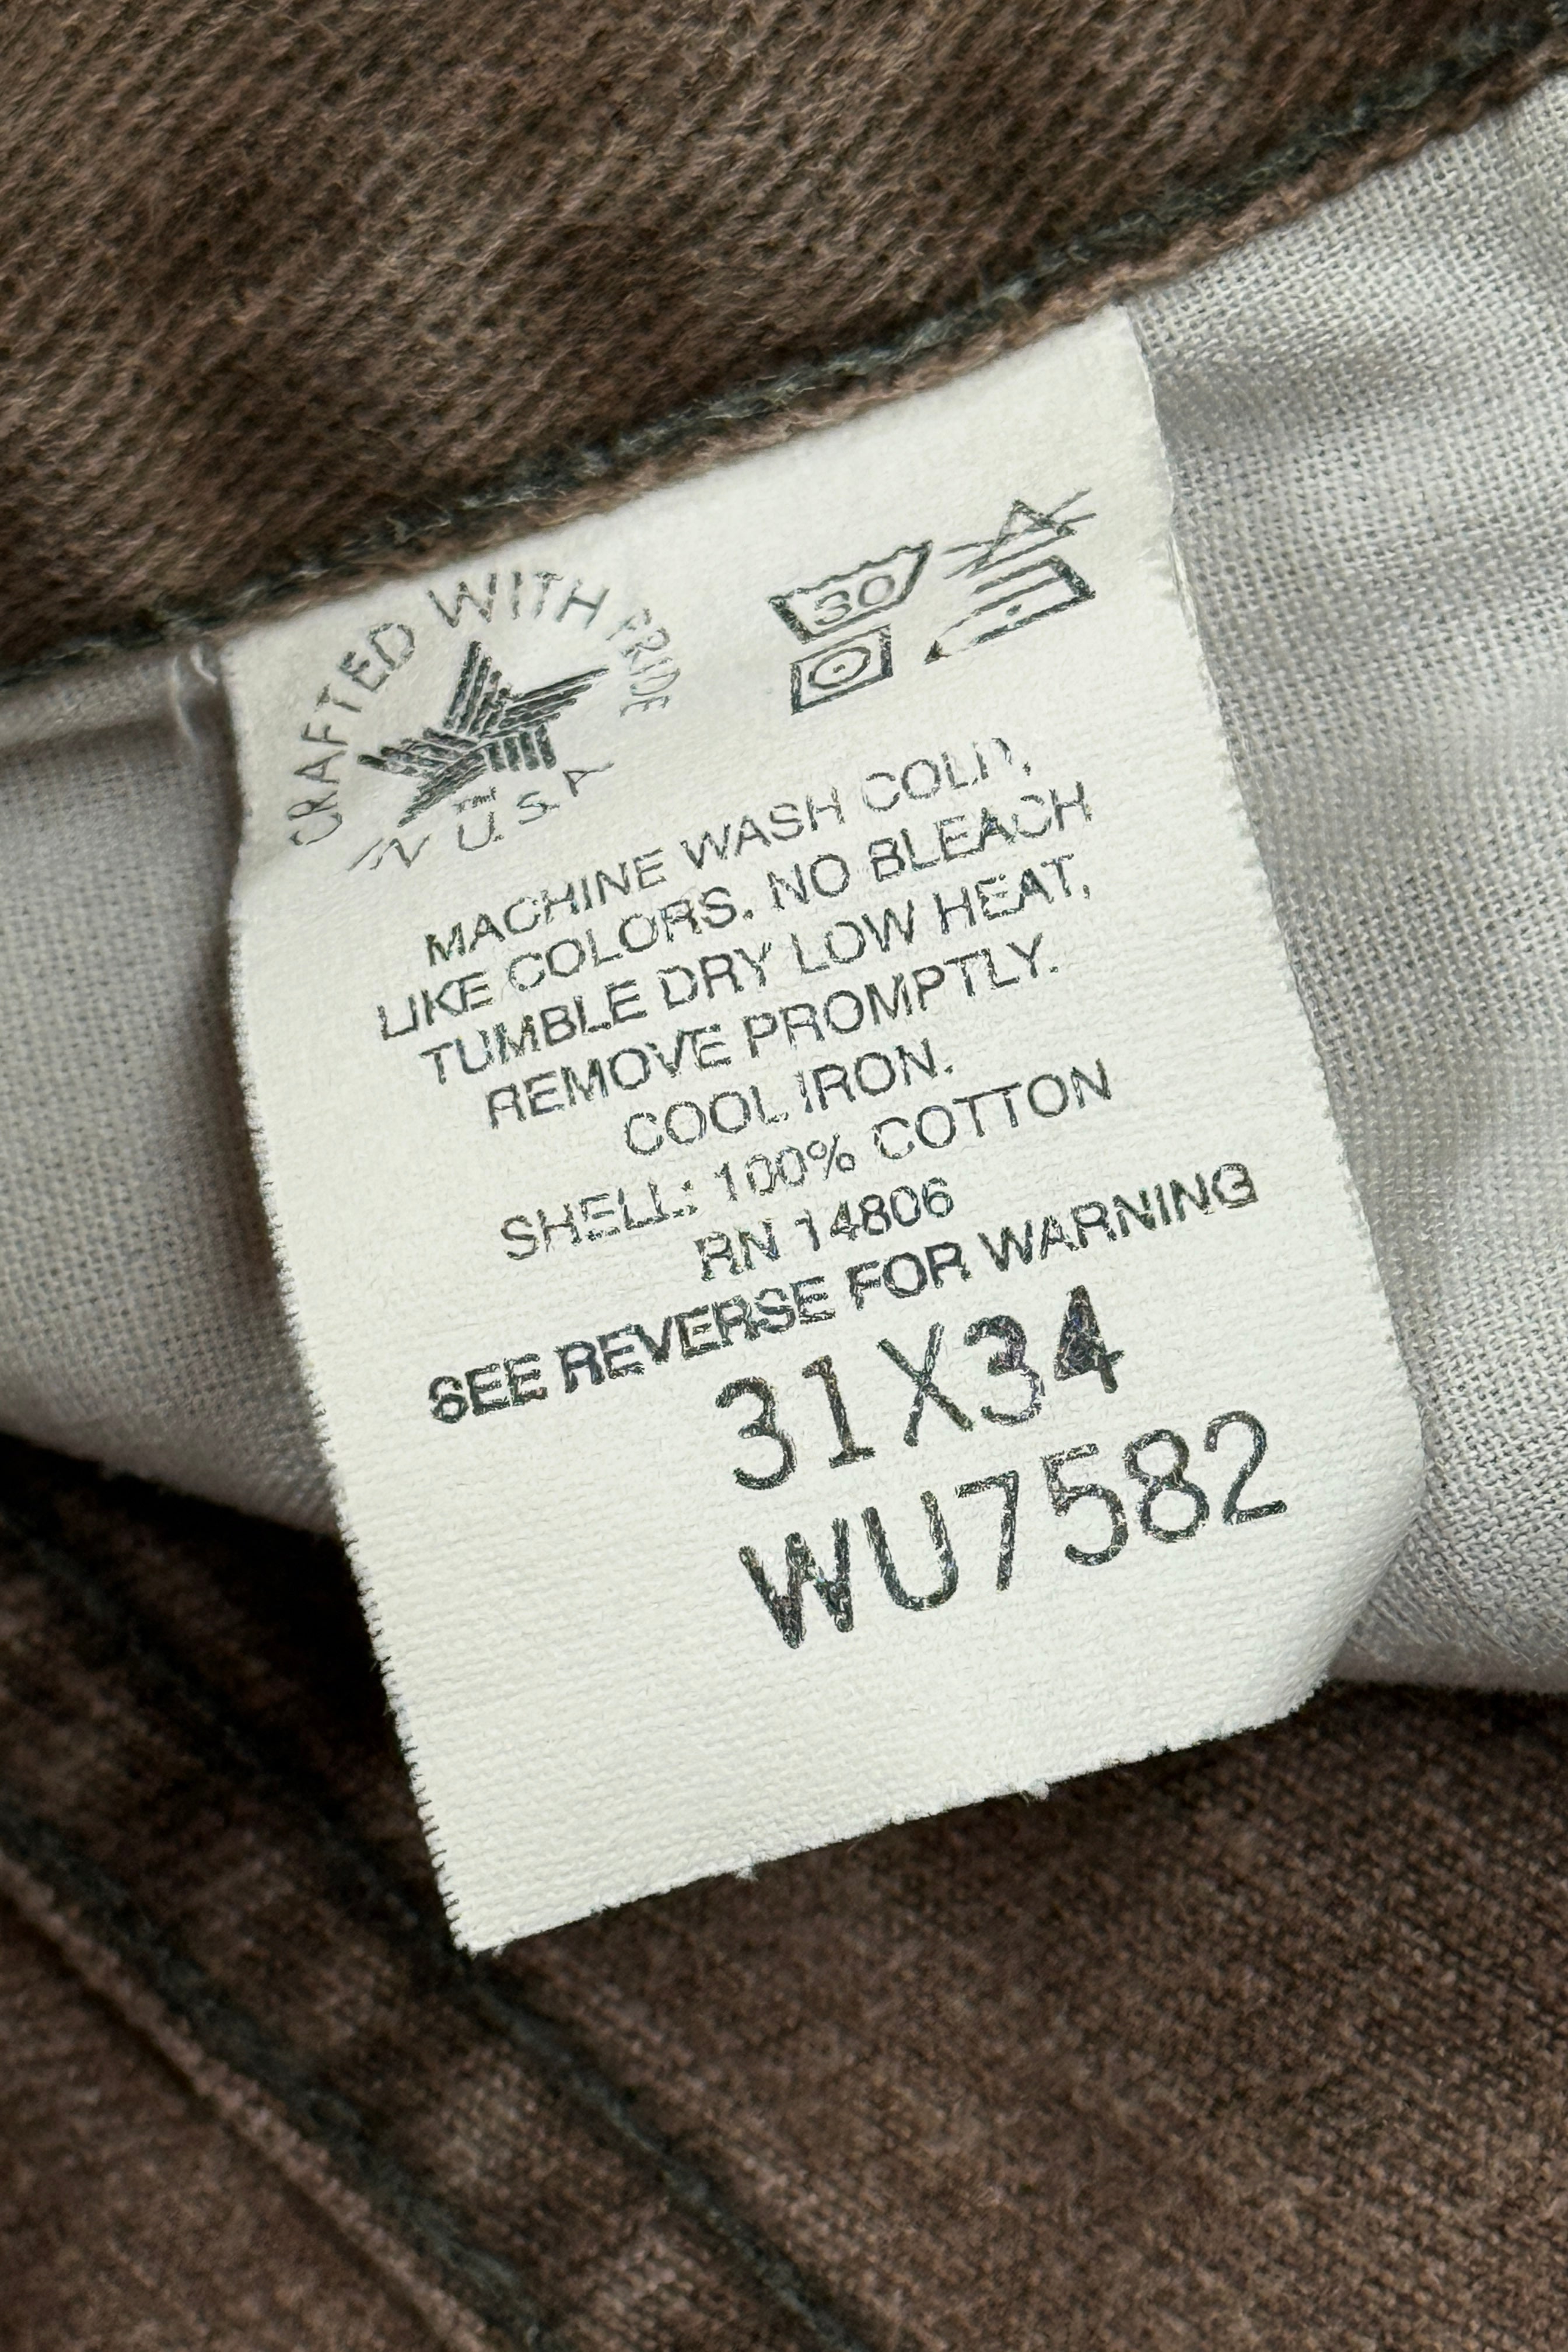 CRAFTED WITH PRIDE
IN U.S.A
30
MACHINE WASH COLD,
LIKE COLORS. NO BLEACH
TUMBLE DRY LOW HEAT,
REMOVE PROMPTLY.
COOL IRON.
SHELL: 100% COTTON
RN 14806
SEE REVERSE FOR WARNING
31X34
WU7582